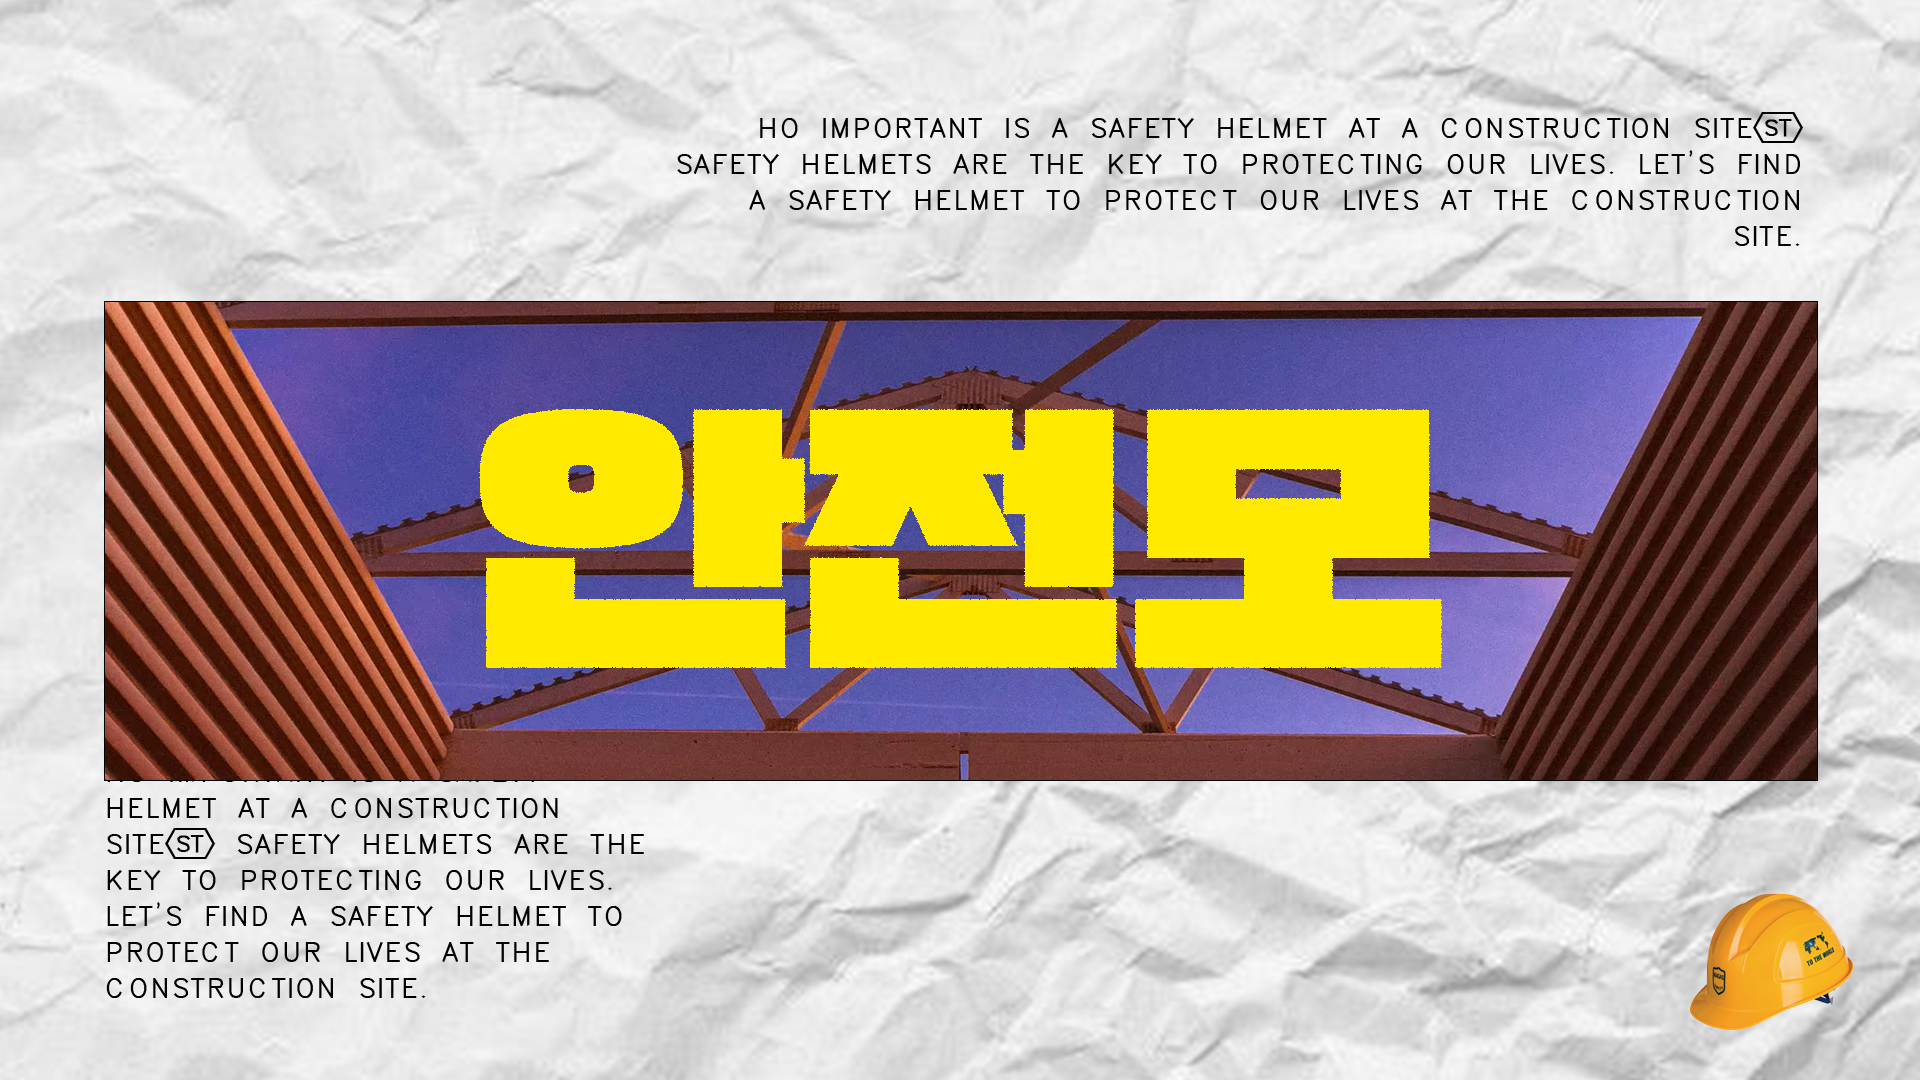 HO IMPORTANT IS A SAFETY HELMET AT A CONSTRUCTION SITE ST
SAFETY HELMETS ARE THE KEY TO PROTECTING OUR LIVES. LET'S FIND
A SAFETY HELMET TO PROTECT OUR LIVES AT THE CONSTRUCTION
SITE.
안전모
HELMET AT A CONSTRUCTION
SITE ST SAFETY HELMETS ARE THE
KEY TO PROTECTING OUR LIVES.
LET'S FIND A SAFETY HELMET TO
PROTECT OUR LIVES AT THE
CONSTRUCTION SITE.
TO THE WORLD